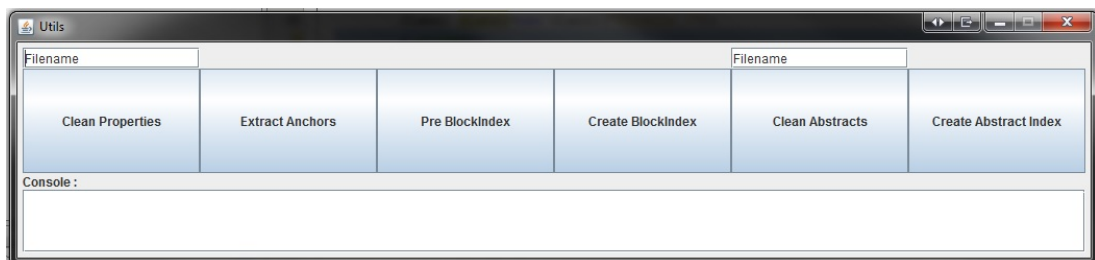 Utils
Filename Filename
Clean Properties Extract Anchors Pre BlockIndex Create BlockIndex Clean Abstracts Create Abstract Index
Console :